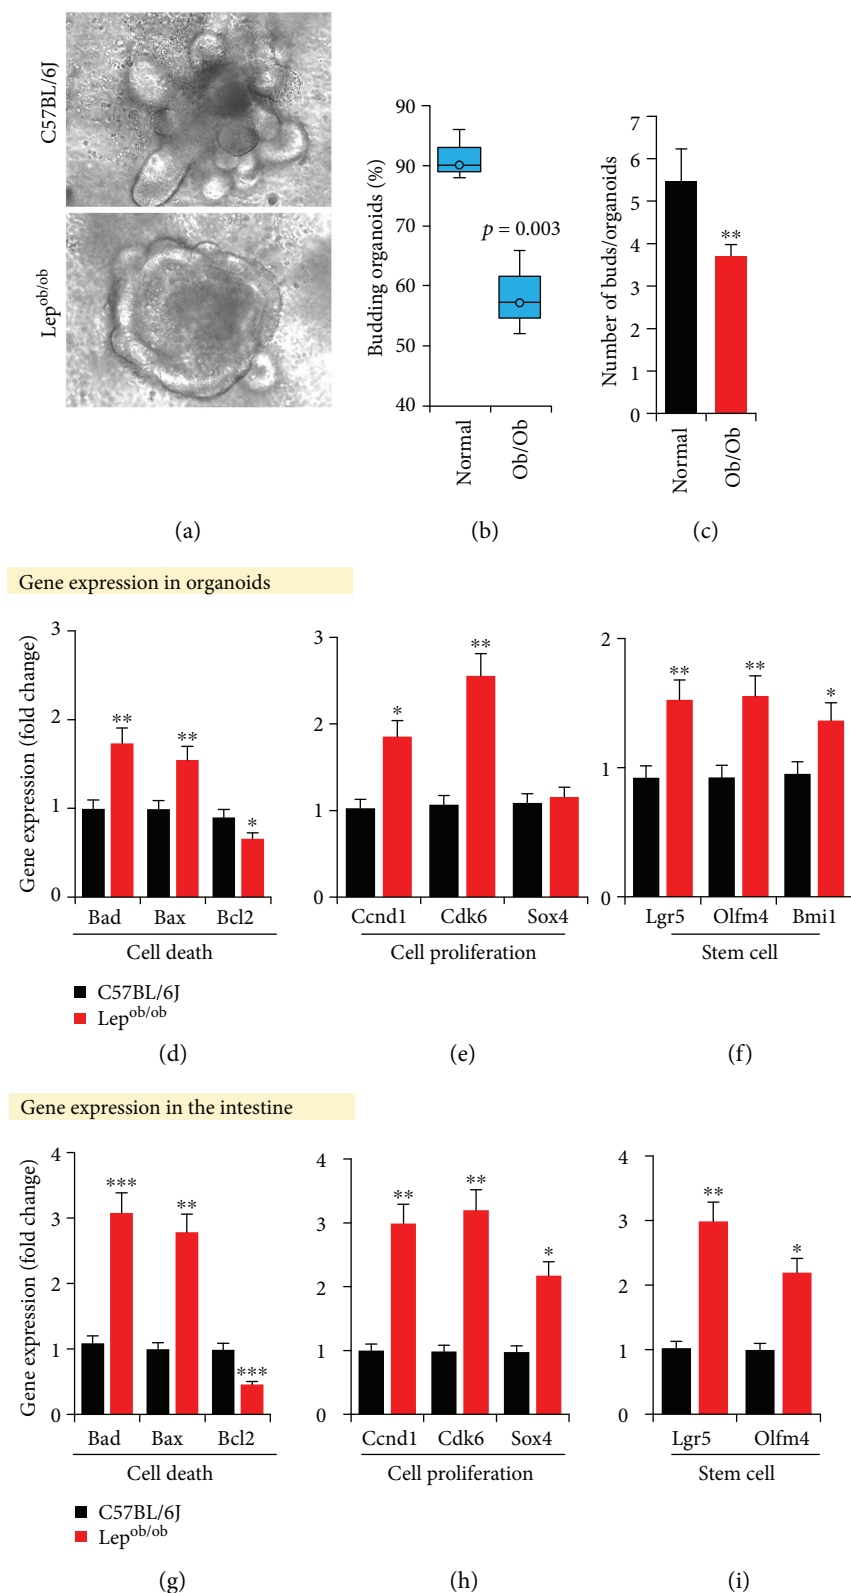 C57BL/6J
Lep^ob/ob
(a)
Budding organoids (%)
90
90
70
60
50
40
p = 0.003
Normal
Ob/Ob
(b)
Number of buds/organoids
7
6
5
4
3
2
1
0
**
Normal
Ob/Ob
(c)
Gene expression in organoids
Gene expression (fold change)
3
2
1
0
** ** *
Bad Bax Bcl2
Cell death
C57BL/6J
Lep^ob/ob
(d)
3
2
1
0
* **
Ccnd1 Cdk6 Sox4
Cell proliferation
(e)
2
1
0
** ** *
Lgr5 Olfm4 Bmi1
Stem cell
(f)
Gene expression in the intestine
Gene expression (fold change)
4
3
2
1
0
*** ** ***
Bad Bax Bcl2
Cell death
C57BL/6J
Lep^ob/ob
(g)
4
3
2
1
0
** ** *
Ccnd1 Cdk6 Sox4
Cell proliferation
(h)
4
3
2
1
0
** *
Lgr5 Olfm4
Stem cell
(i)